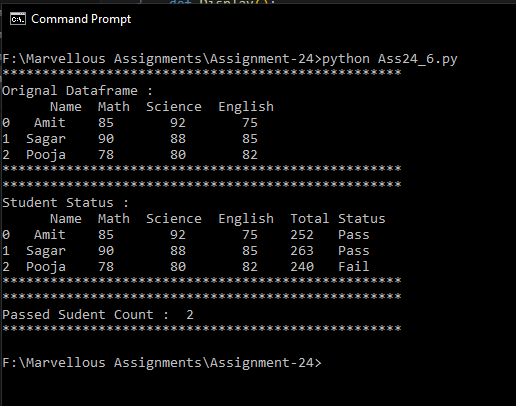 def Display():
Command Prompt
F:\Marvellous Assignments\Assignment-24>python Ass24_6.py
**************************************************
Orignal Dataframe :
      Name  Math  Science  English
0    Amit    85       92       75
1   Sagar    90       88       85
2   Pooja    78       80       82
**************************************************
**************************************************
Student Status :
      Name  Math  Science  English  Total Status
0    Amit    85       92       75    252   Pass
1   Sagar    90       88       85    263   Pass
2   Pooja    78       80       82    240   Fail
**************************************************
**************************************************
Passed Sudent Count :  2
**************************************************
F:\Marvellous Assignments\Assignment-24>